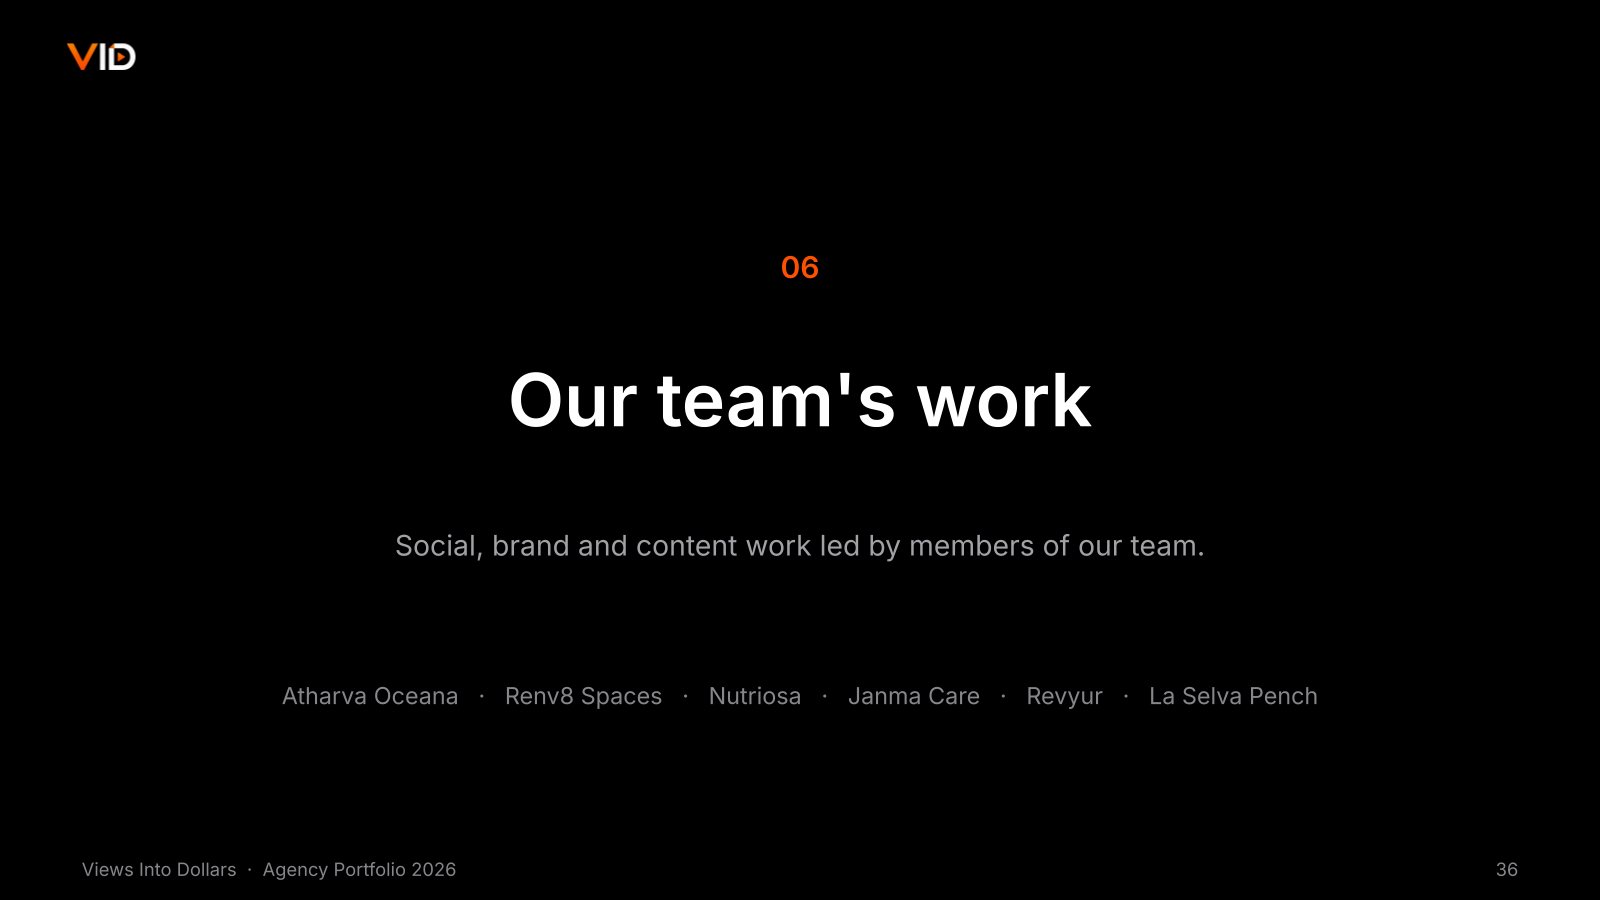 VID
06
Our team's work
Social, brand and content work led by members of our team.
Atharva Oceana · Renv8 Spaces · Nutriosa · Janma Care · Revyur · La Selva Pench
Views Into Dollars · Agency Portfolio 2026
36